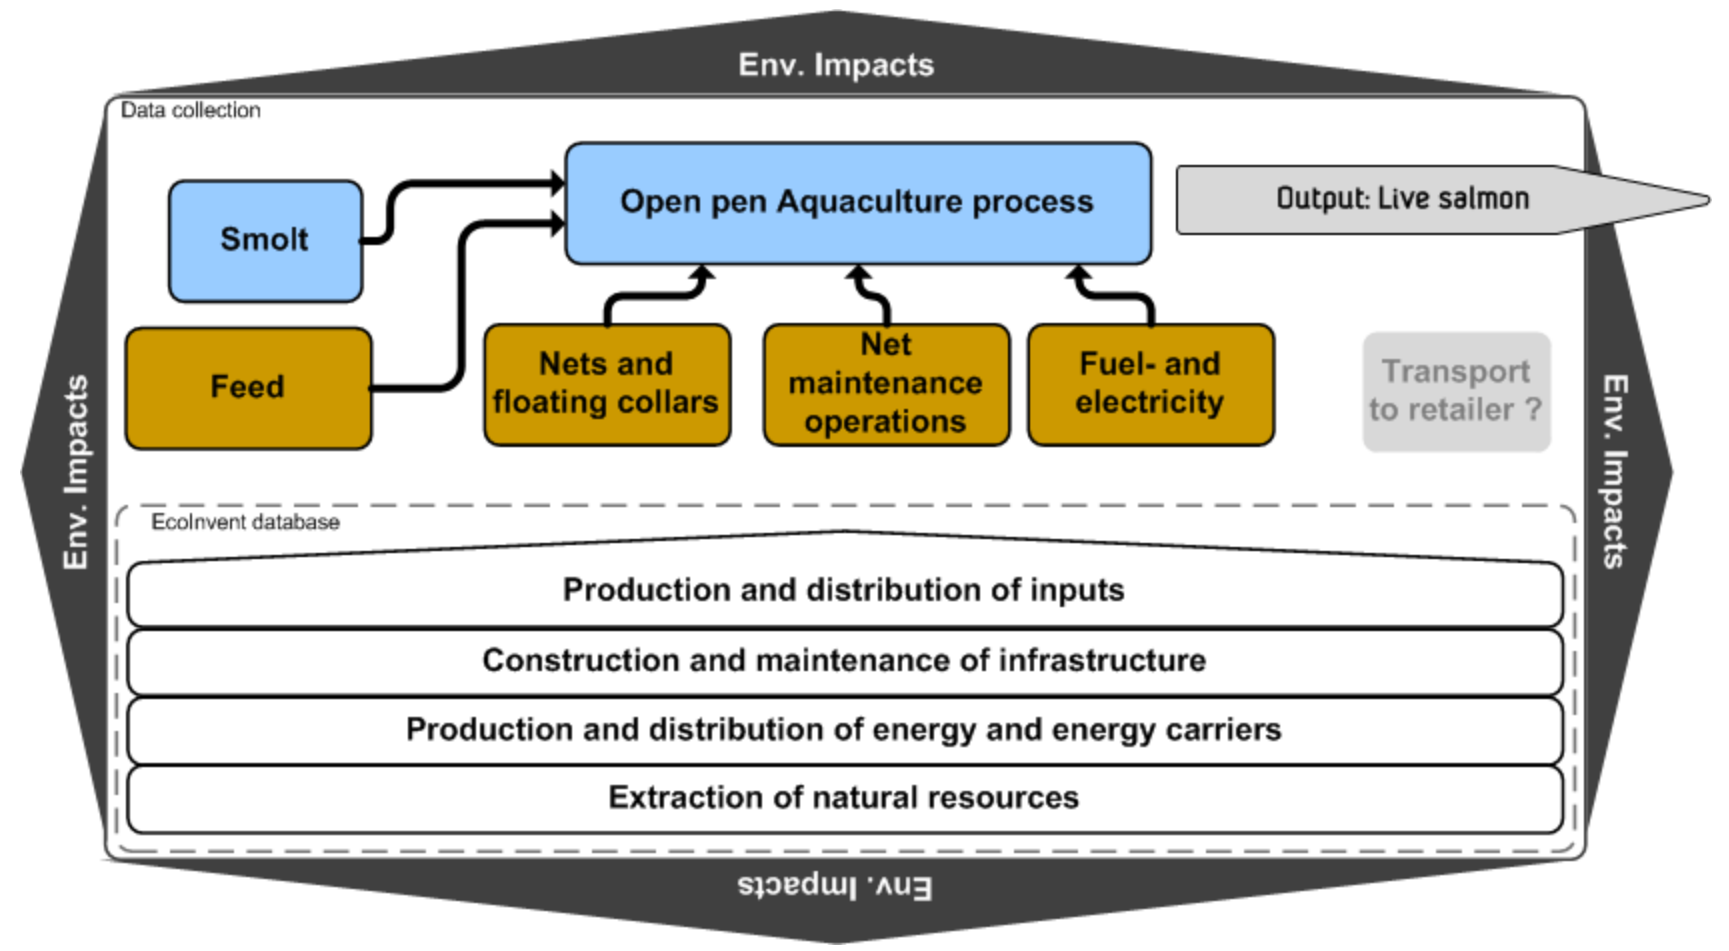 Env. Impacts
Data collection
Open pen Aquaculture process
Output: Live salmon
Smolt
Feed
Nets and
floating collars
Net
maintenance
operations
Fuel- and
electricity
Transport
to retailer ?
Env. Impacts
Env. Impacts
EcoInvent database
Production and distribution of inputs
Construction and maintenance of infrastructure
Production and distribution of energy and energy carriers
Extraction of natural resources
Env. Impacts